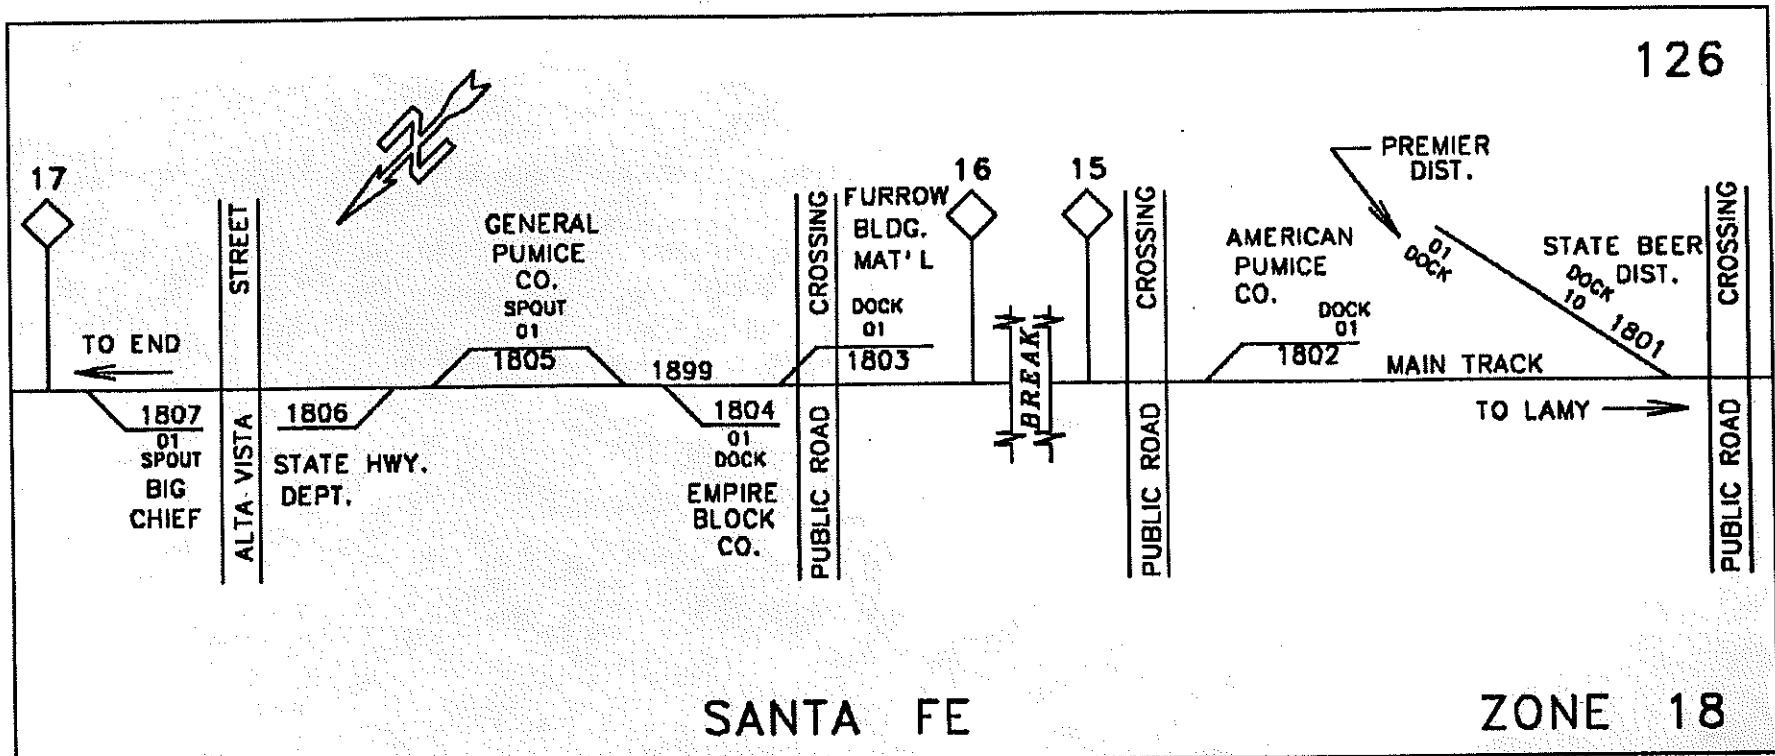 126
17
16
15
PREMIER
DIST.
N
STREET
GENERAL
PUMICE
CO.
SPOUT
01
1805
CROSSING
FURROW
BLDG.
MAT'L
DOCK
01
1803
CROSSING
AMERICAN
PUMICE
CO.
DOCK
01
1802
01
DOCK
STATE BEER
DIST.
DOCK
10
1801
CROSSING
TO END
1899
BREAK
MAIN TRACK
TO LAMY
1807
01
SPOUT
BIG
CHIEF
ALTA VISTA
1806
STATE HWY.
DEPT.
1804
01
DOCK
EMPIRE
BLOCK
CO.
PUBLIC ROAD
PUBLIC ROAD
PUBLIC ROAD
SANTA FE
ZONE 18